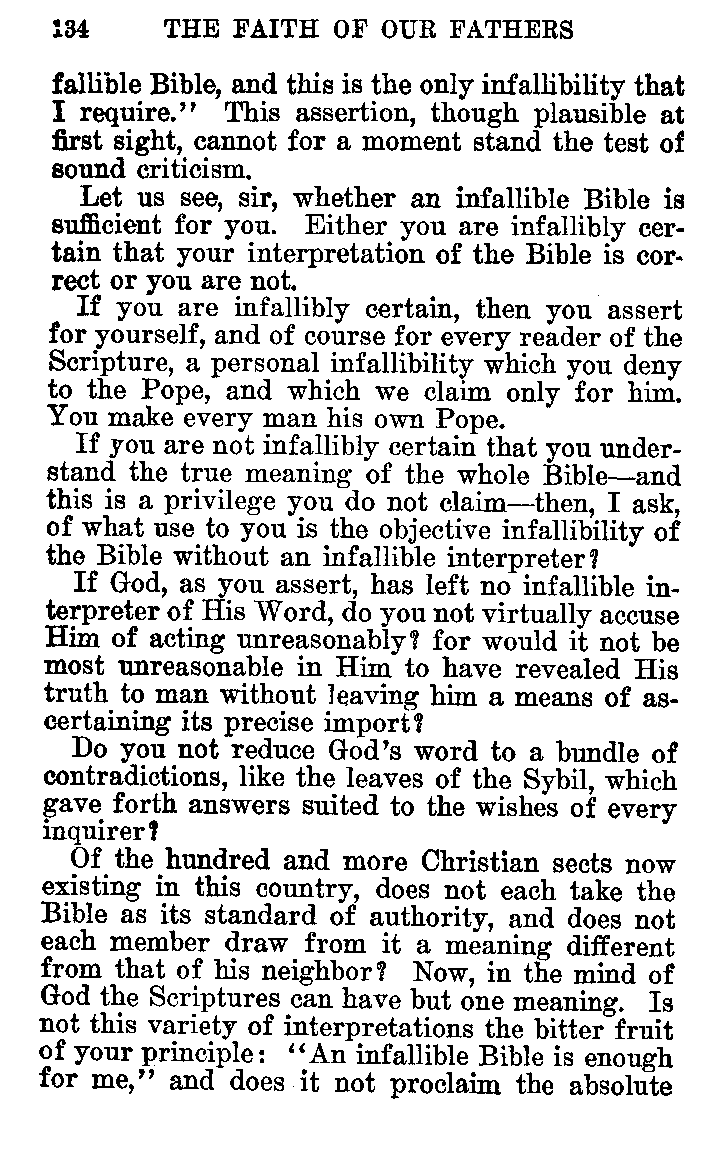 134 THE FAITH OF OUR FATHERS
fallible Bible, and this is the only infallibility that
I require." This assertion, though plausible at
first sight, cannot for a moment stand the test of
sound criticism.
Let us see, sir, whether an infallible Bible is
sufficient for you. Either you are infallibly cer-
tain that your interpretation of the Bible is cor-
rect or you are not.
If you are infallibly certain, then you assert
for yourself, and of course for every reader of the
Scripture, a personal infallibility which you deny
to the Pope, and which we claim only for him.
You make every man his own Pope.
If you are not infallibly certain that you under-
stand the true meaning of the whole Bible—and
this is a privilege you do not claim—then, I ask,
of what use to you is the objective infallibility of
the Bible without an infallible interpreter?
If God, as you assert, has left no infallible in-
terpreter of His Word, do you not virtually accuse
Him of acting unreasonably? for would it not be
most unreasonable in Him to have revealed His
truth to man without leaving him a means of as-
certaining its precise import?
Do you not reduce God's word to a bundle of
contradictions, like the leaves of the Sybil, which
gave forth answers suited to the wishes of every
inquirer?
Of the hundred and more Christian sects now
existing in this country, does not each take the
Bible as its standard of authority, and does not
each member draw from it a meaning different
from that of his neighbor? Now, in the mind of
God the Scriptures can have but one meaning. Is
not this variety of interpretations the bitter fruit
of your principle: "An infallible Bible is enough
for me," and does it not proclaim the absolute